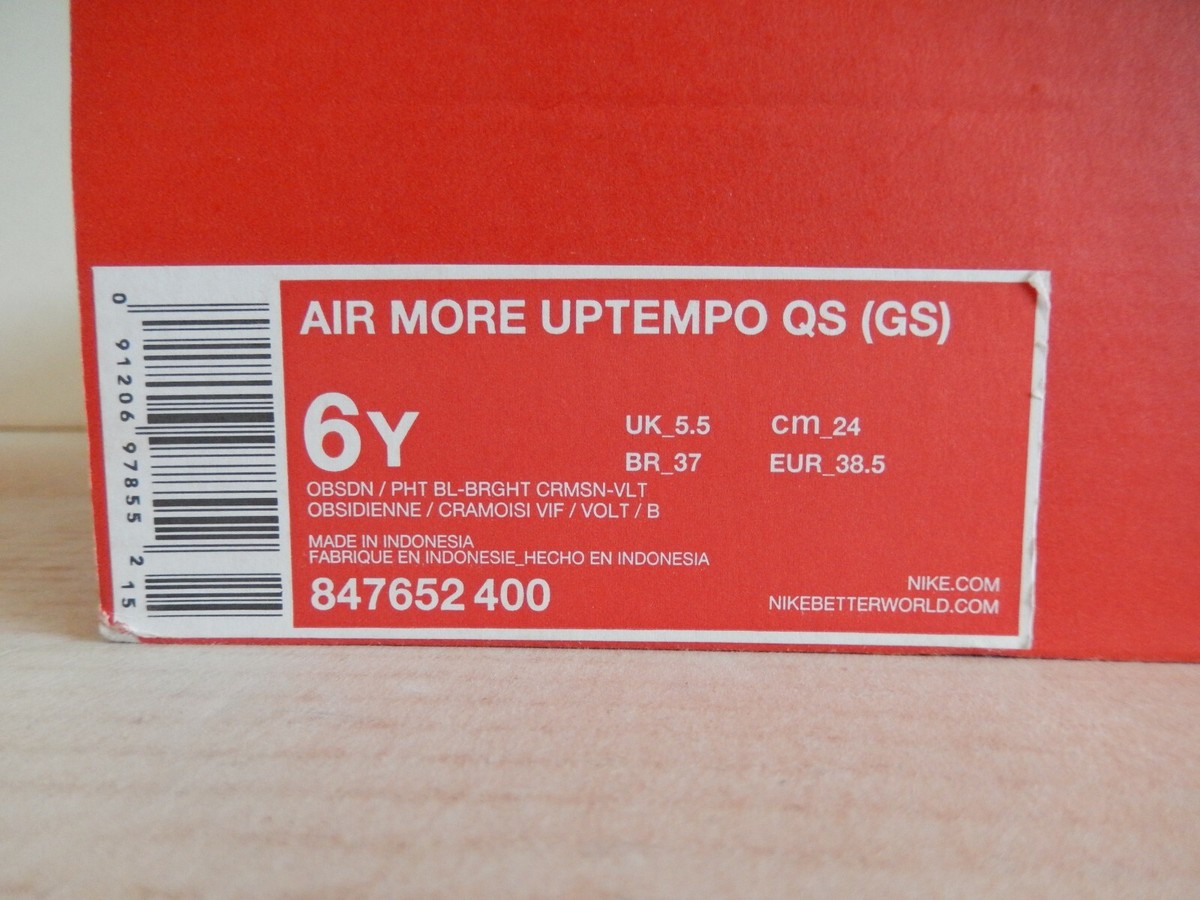 AIR MORE UPTEMPO QS (GS)
6Y
UK_5.5 cm_24
BR_37 EUR_38.5
OBSDN / PHT BL-BRGHT CRMSN-VLT
OBSIDIENNE / CRAMOISI VIF / VOLT / B
MADE IN INDONESIA
FABRIQUE EN INDONESIE_HECHO EN INDONESIA
847652 400
NIKE.COM
NIKEBETTERWORLD.COM
0 91206 97855 2 15